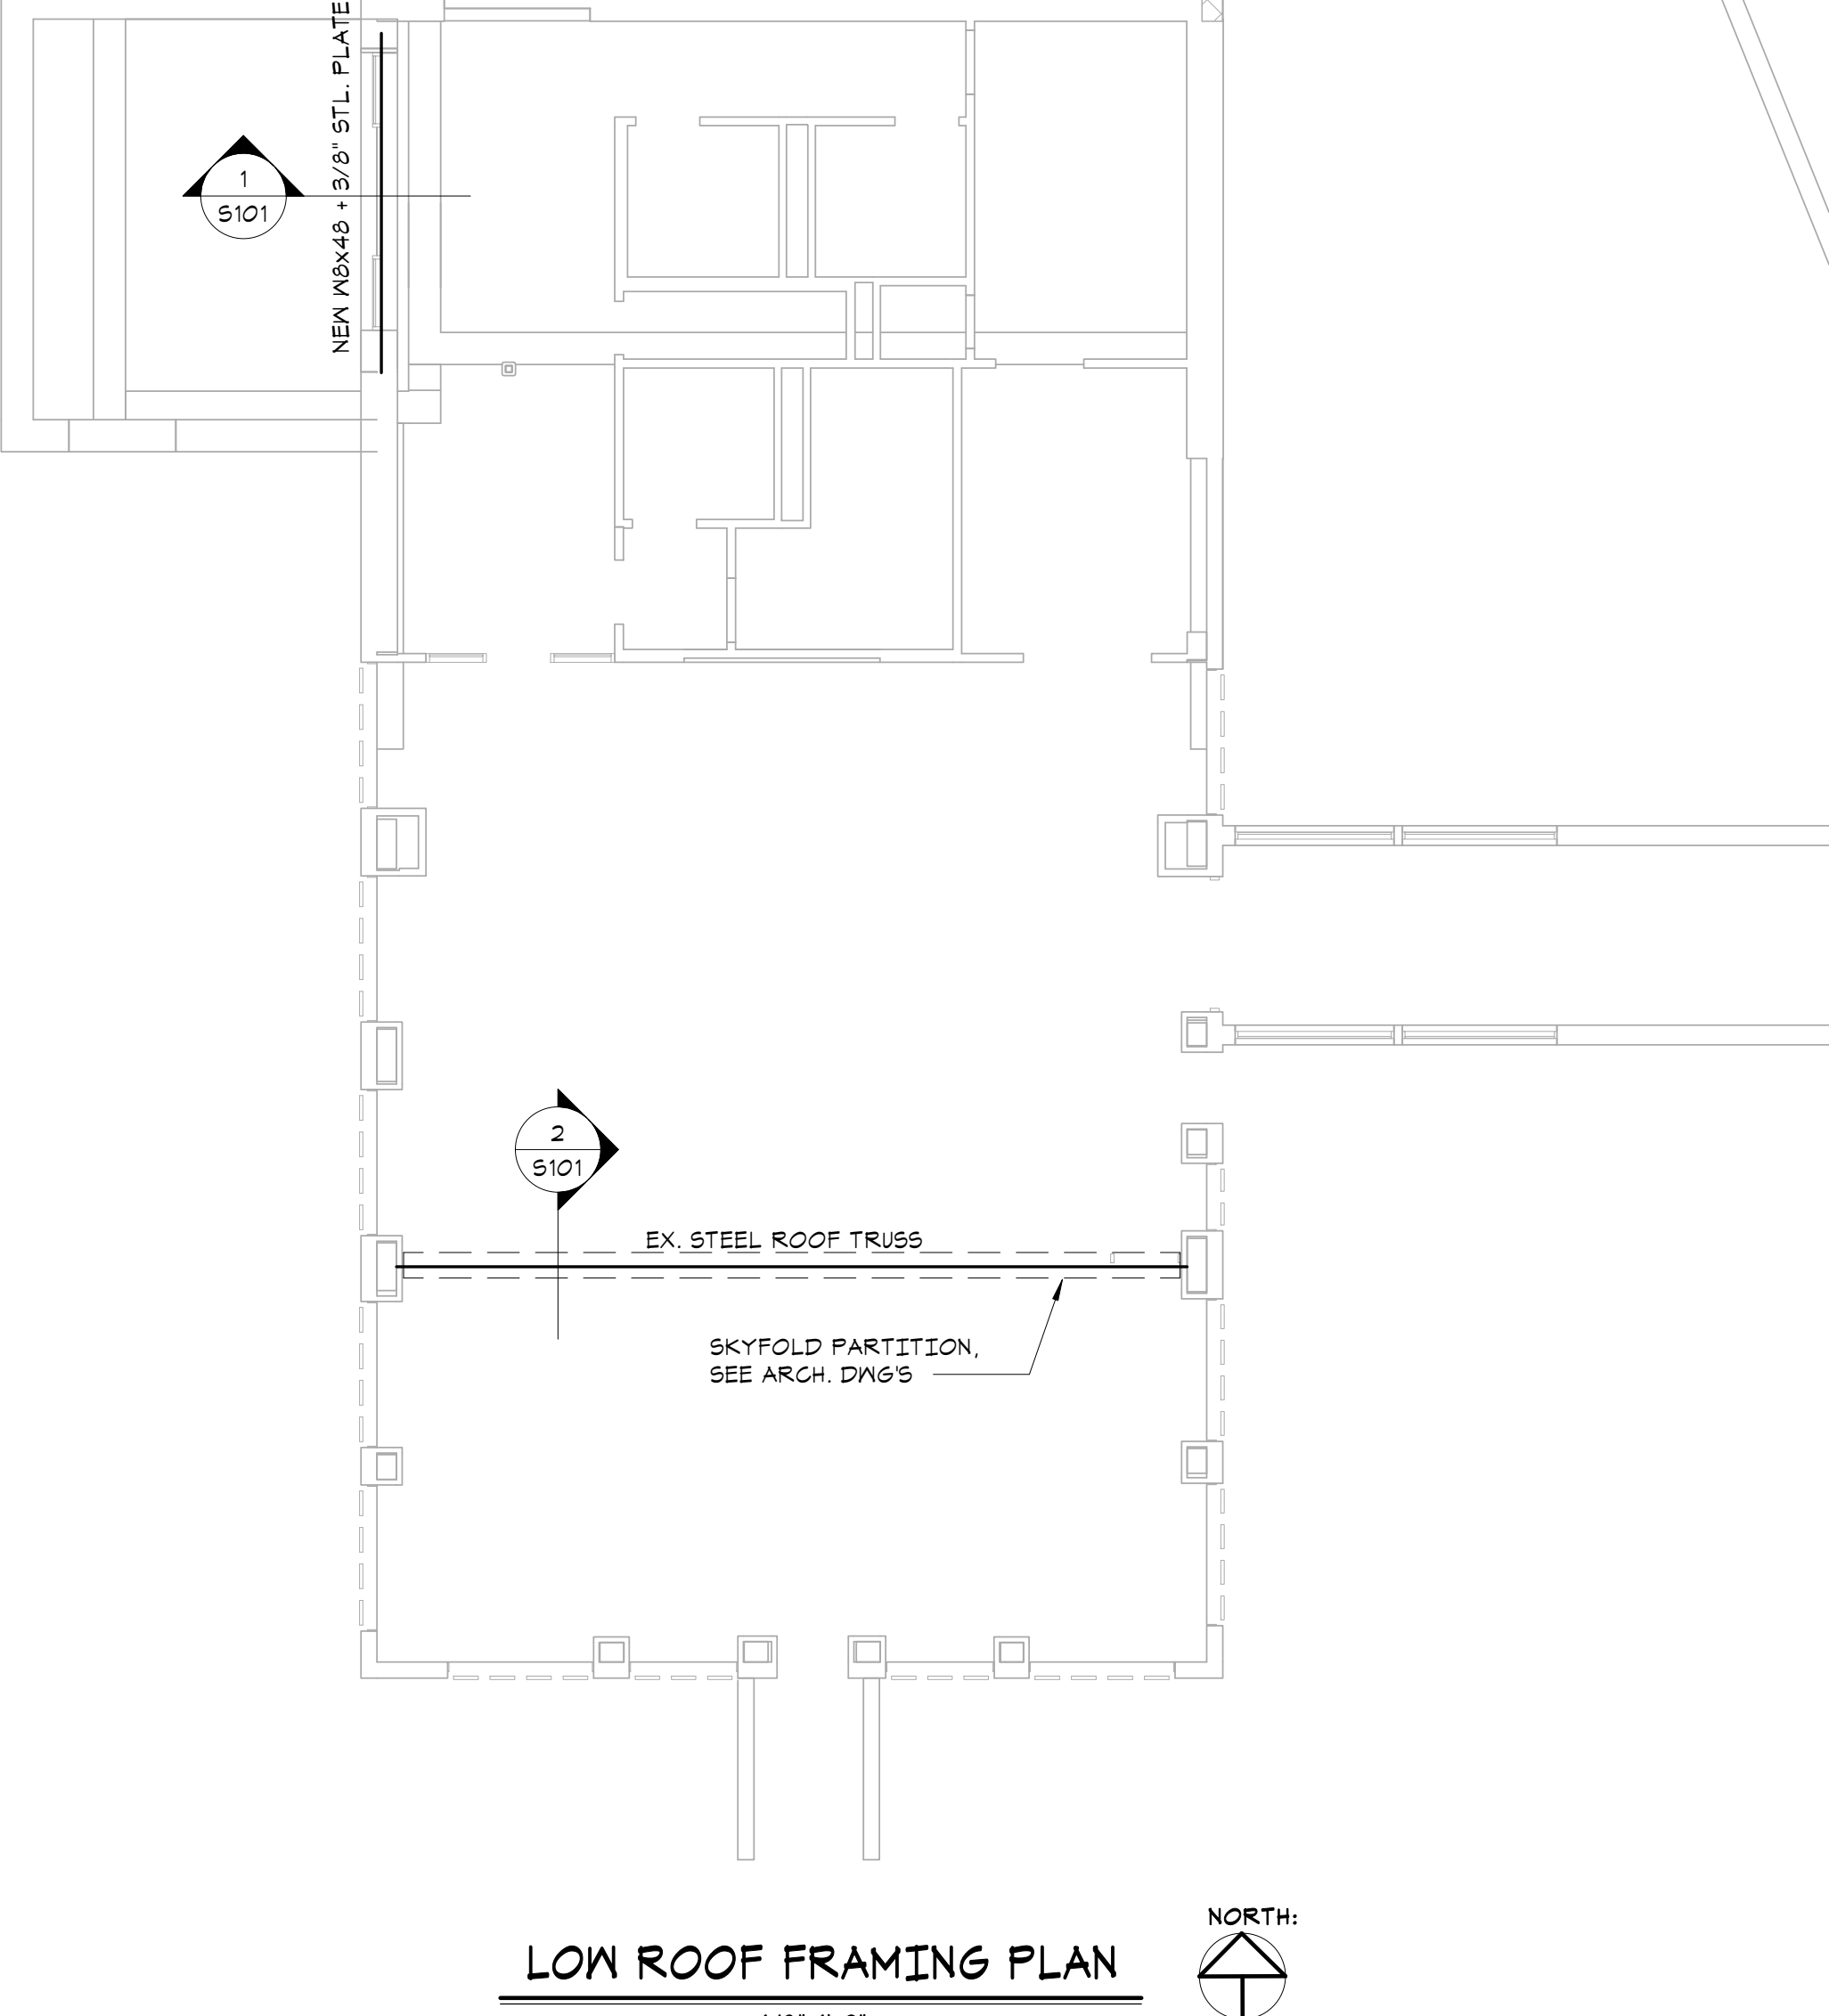 NEW W8x48 + 3/8" STL. PLATE
1
S101
2
S101
EX. STEEL ROOF TRUSS
SKYFOLD PARTITION,
SEE ARCH. DWG'S
NORTH:
LOW ROOF FRAMING PLAN